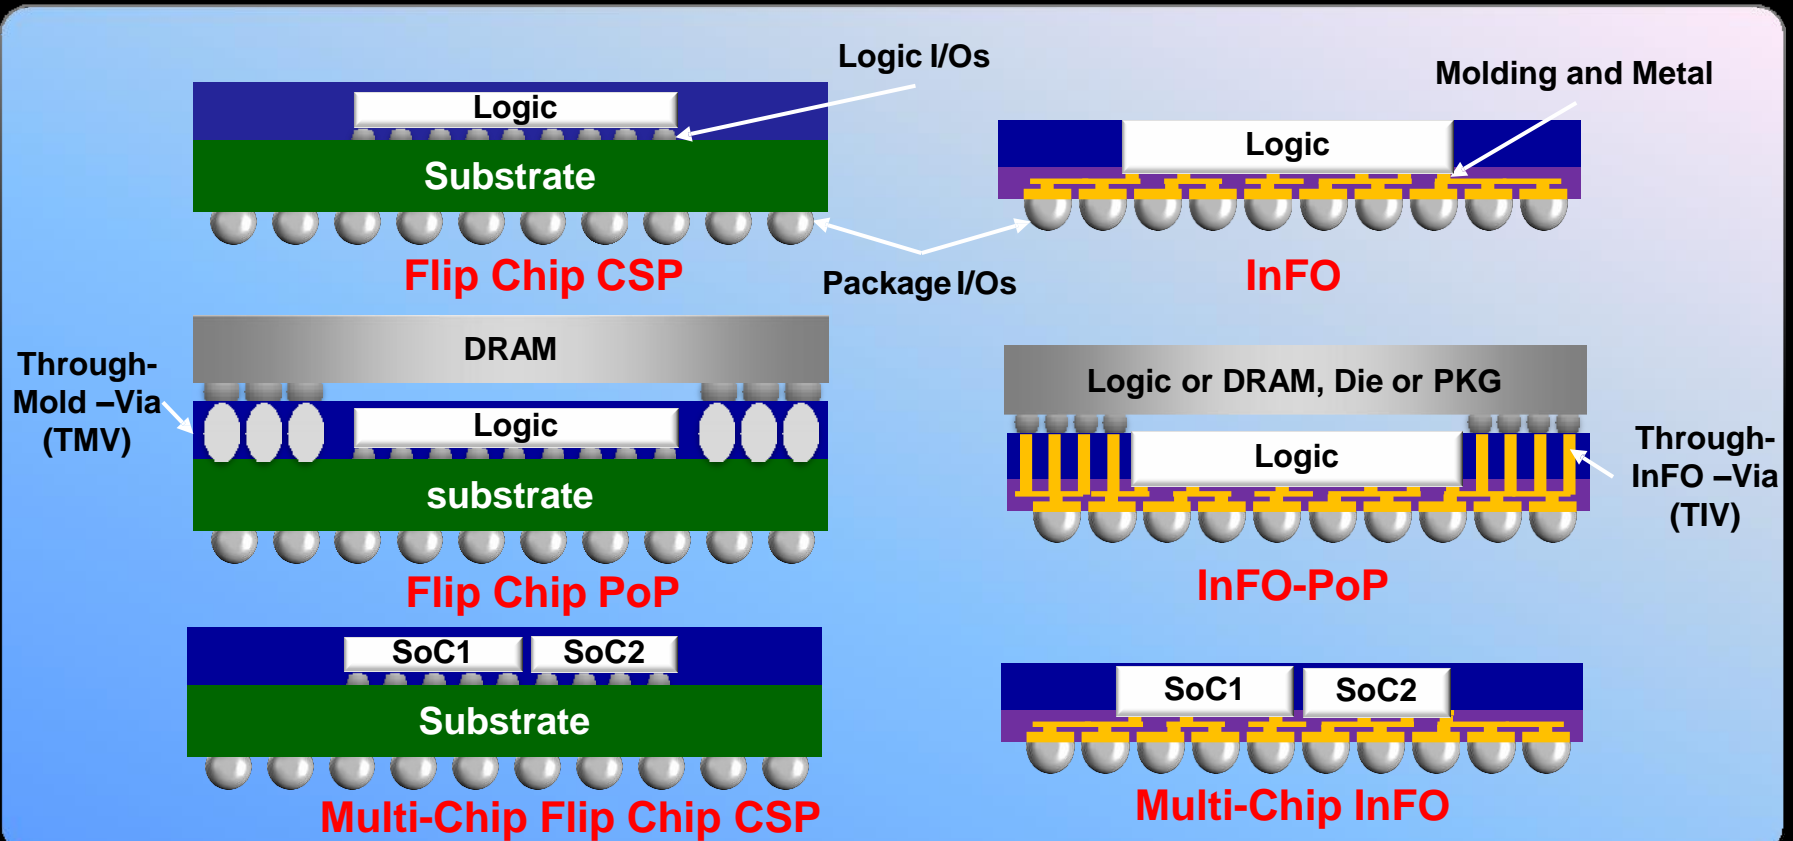 Logic I/Os
Molding and Metal
Logic
Logic
Substrate
Flip Chip CSP
Package I/Os
InFO
DRAM
Through-
Mold –Via
(TMV)
Logic or DRAM, Die or PKG
Logic
Logic
Through-
InFO –Via
(TIV)
substrate
Flip Chip PoP
InFO-PoP
SoC1
SoC2
SoC1
SoC2
Substrate
Multi-Chip Flip Chip CSP
Multi-Chip InFO